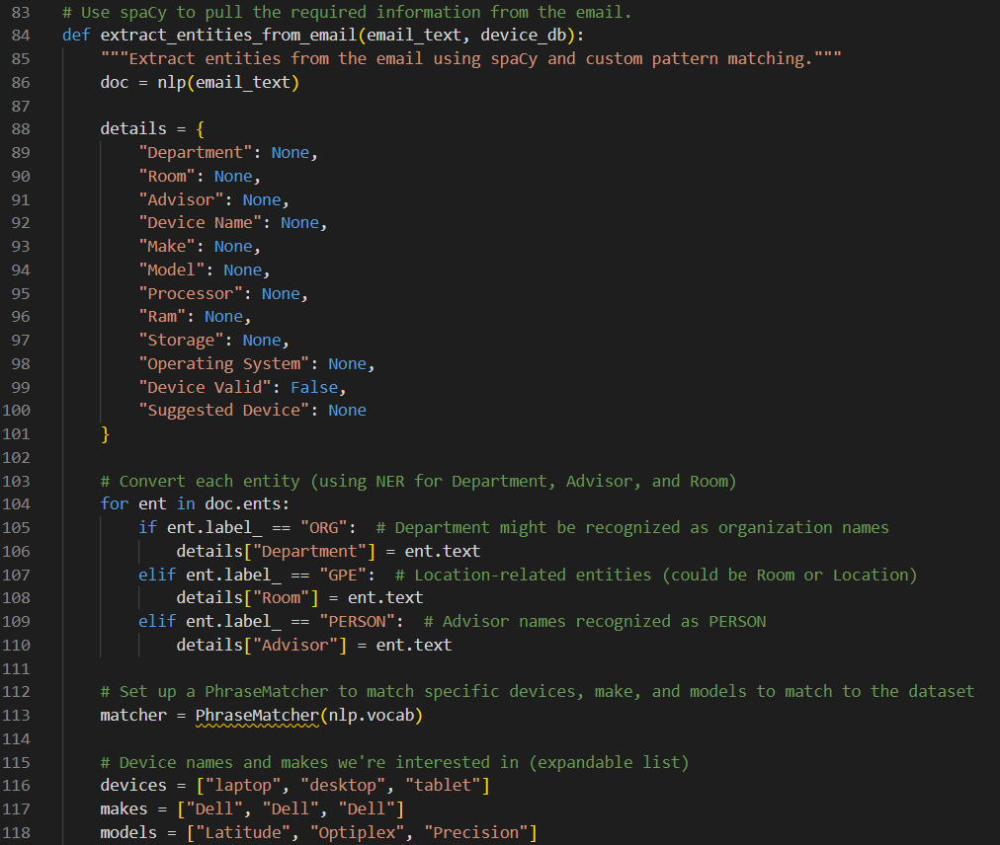 83 # Use spaCy to pull the required information from the email.
84 def extract_entities_from_email(email_text, device_db):
85     """Extract entities from the email using spaCy and custom pattern matching."""
86     doc = nlp(email_text)
87
88     details = {
89         "Department": None,
90         "Room": None,
91         "Advisor": None,
92         "Device Name": None,
93         "Make": None,
94         "Model": None,
95         "Processor": None,
96         "Ram": None,
97         "Storage": None,
98         "Operating System": None,
99         "Device Valid": False,
100         "Suggested Device": None
101     }
102
103     # Convert each entity (using NER for Department, Advisor, and Room)
104     for ent in doc.ents:
105         if ent.label_ == "ORG":  # Department might be recognized as organization names
106             details["Department"] = ent.text
107         elif ent.label_ == "GPE":  # Location-related entities (could be Room or Location)
108             details["Room"] = ent.text
109         elif ent.label_ == "PERSON":  # Advisor names recognized as PERSON
110             details["Advisor"] = ent.text
111
112     # Set up a PhraseMatcher to match specific devices, make, and models to match to the dataset
113     matcher = PhraseMatcher(nlp.vocab)
114
115     # Device names and makes we're interested in (expandable list)
116     devices = ["laptop", "desktop", "tablet"]
117     makes = ["Dell", "Dell", "Dell"]
118     models = ["Latitude", "Optiplex", "Precision"]